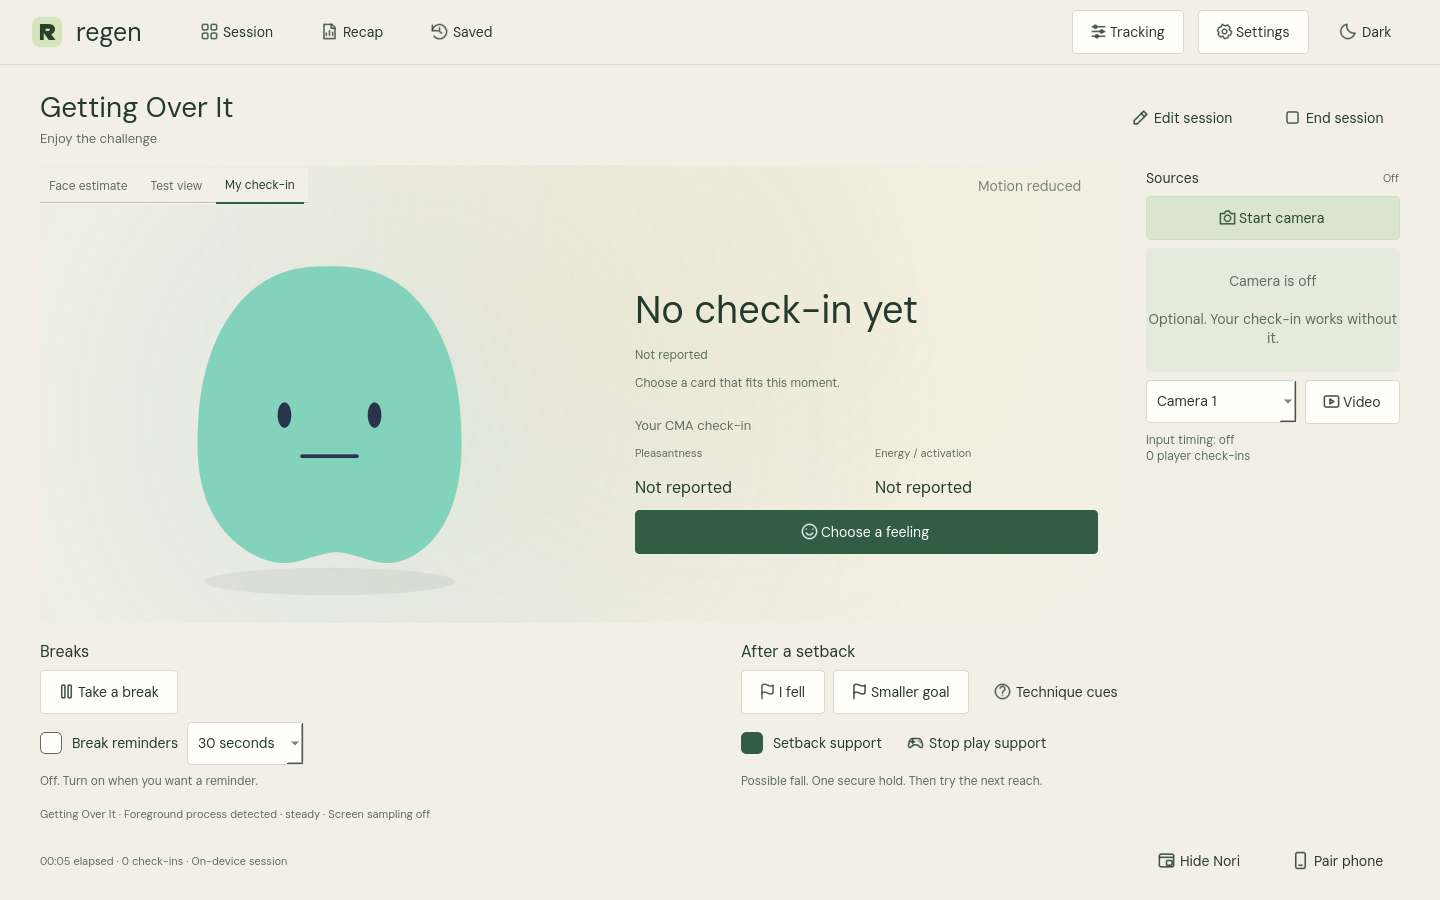 R regen
Session
Recap
Saved
Tracking
Settings
Dark
Getting Over It
Enjoy the challenge
Edit session
End session
Face estimate
Test view
My check-in
Motion reduced
No check-in yet
Not reported
Choose a card that fits this moment.
Your CMA check-in
Pleasantness
Energy / activation
Not reported
Not reported
Choose a feeling
Sources
Off
Start camera
Camera is off
Optional. Your check-in works without
it.
Camera 1
Video
Input timing: off
0 player check-ins
Breaks
Take a break
Break reminders
30 seconds
Off. Turn on when you want a reminder.
After a setback
I fell
Smaller goal
Technique cues
Setback support
Stop play support
Possible fall. One secure hold. Then try the next reach.
Getting Over It · Foreground process detected · steady · Screen sampling off
00:05 elapsed · 0 check-ins · On-device session
Hide Nori
Pair phone